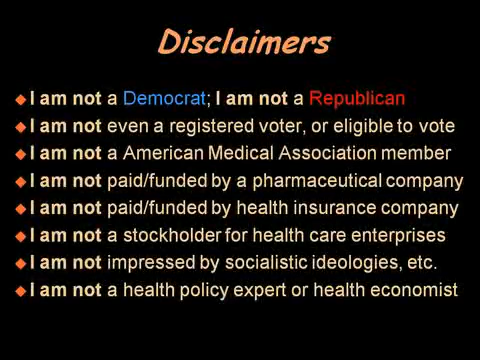 Disclaimers
I am not a Democrat; I am not a Republican
I am not even a registered voter, or eligible to vote
I am not a American Medical Association member
I am not paid/funded by a pharmaceutical company
I am not paid/funded by health insurance company
I am not a stockholder for health care enterprises
I am not impressed by socialistic ideologies, etc.
I am not a health policy expert or health economist